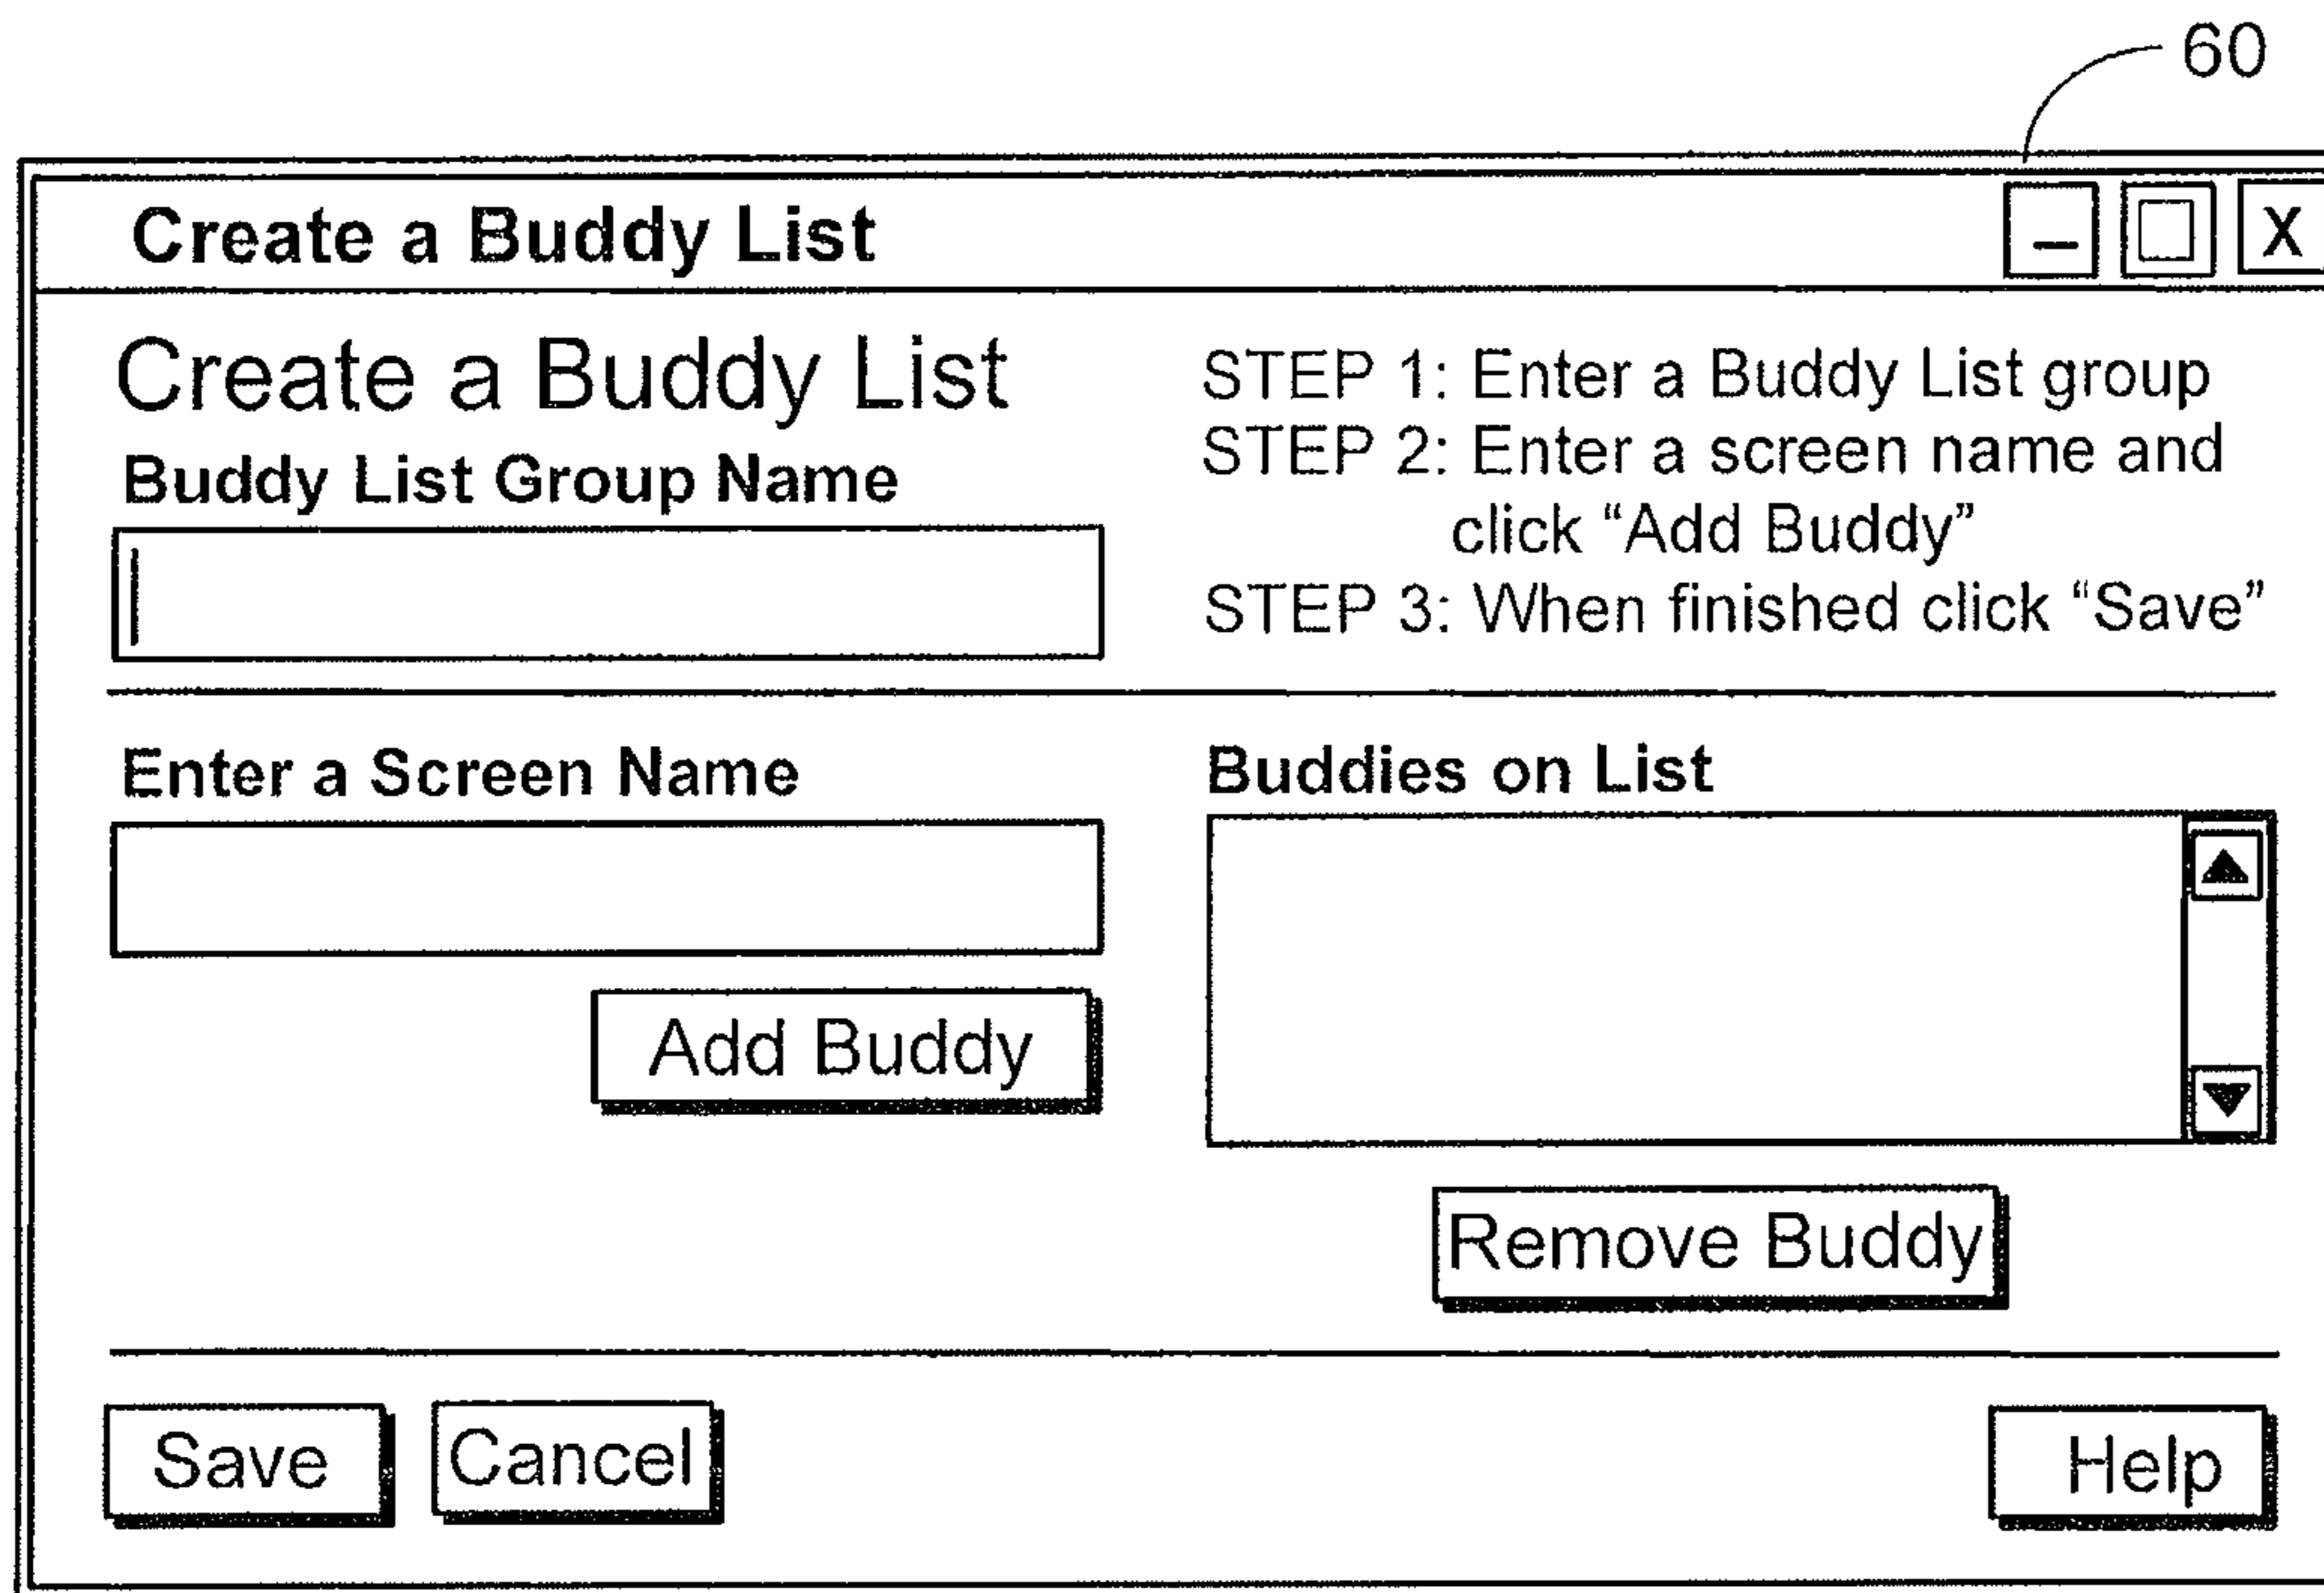 60
Create a Buddy List
X
Create a Buddy List
STEP 1: Enter a Buddy List group
STEP 2: Enter a screen name and
click “Add Buddy”
STEP 3: When finished click “Save”
Buddy List Group Name
Enter a Screen Name
Buddies on List
Add Buddy
Remove Buddy
Save
Cancel
Help